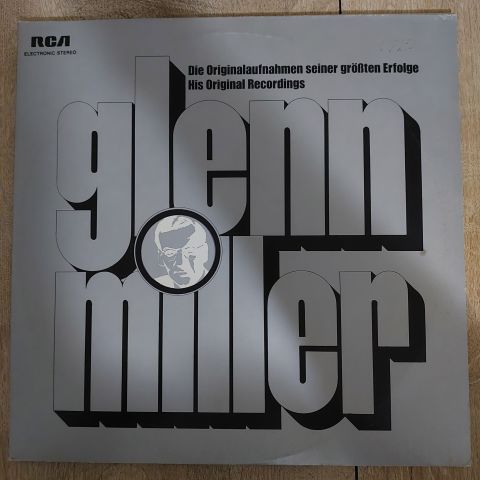 RCA
ELECTRONIC STEREO
Die Originalaufnahmen seiner größten Erfolge
His Original Recordings
glenn
miller